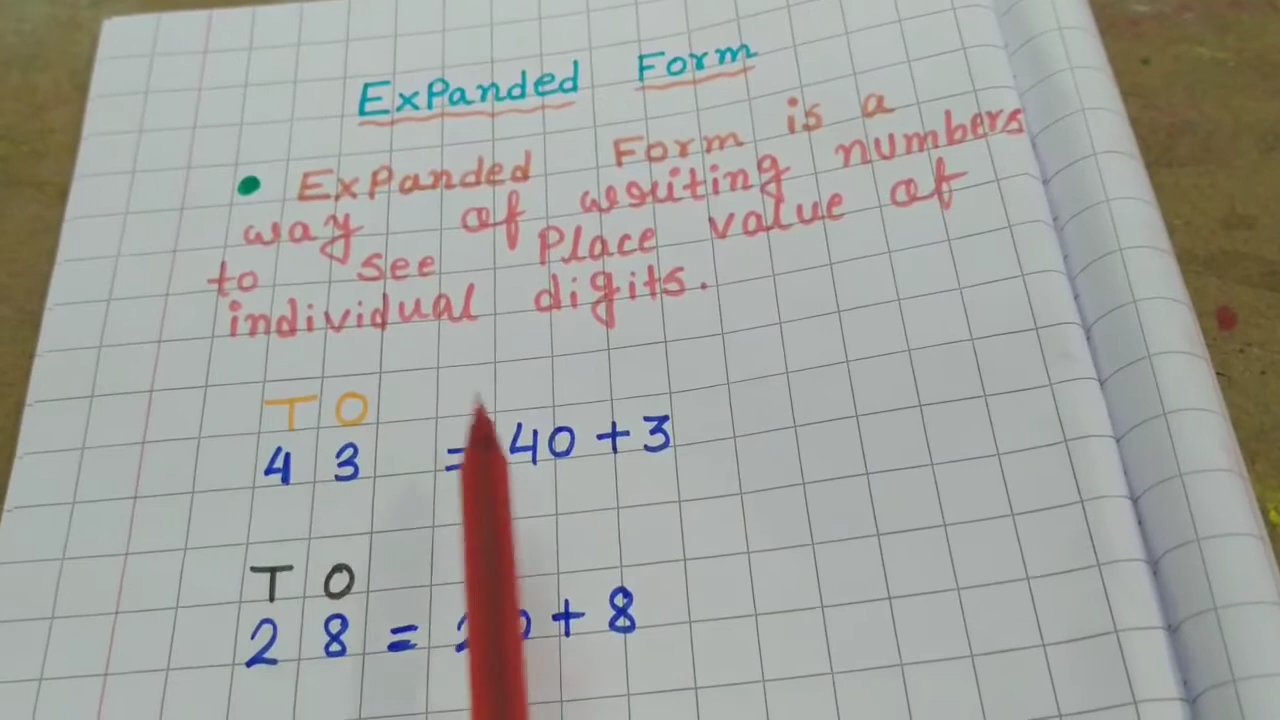 Expanded Form
• Expanded Form is a
way of writing numbers
to see Place value of
individual digits.
T O
4 3 = 40 + 3
T O
2 8 = + 8